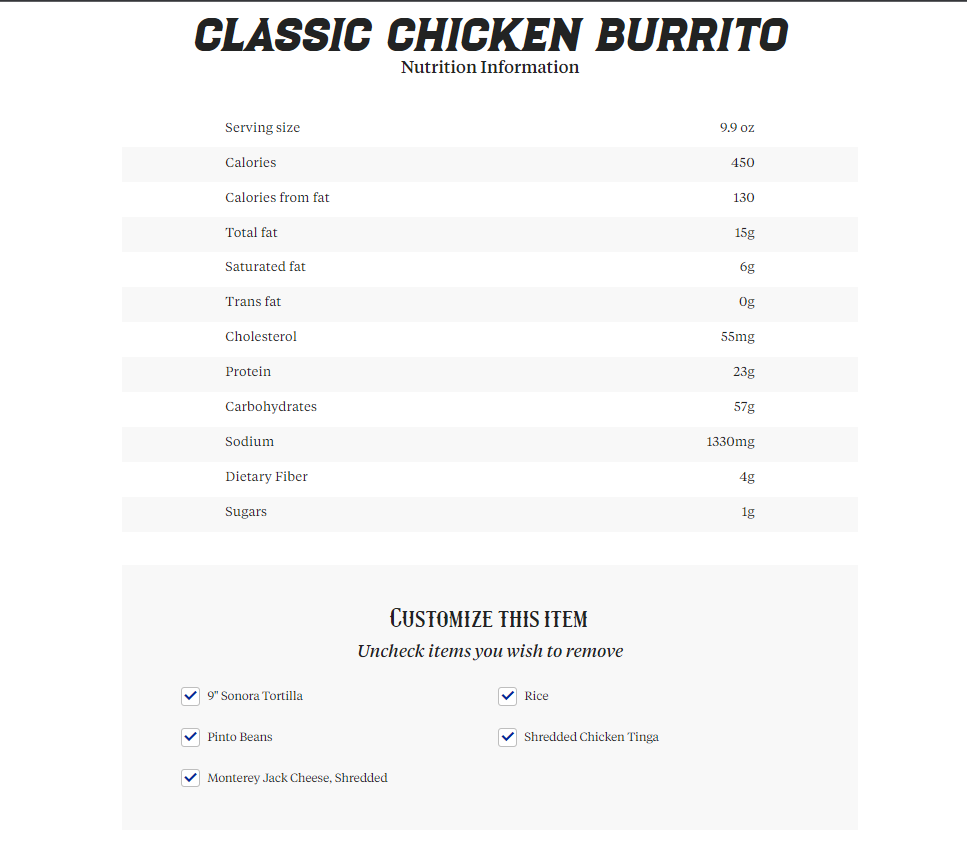 CLASSIC CHICKEN BURRITO
Nutrition Information
Serving size 9.9 oz
Calories 450
Calories from fat 130
Total fat 15g
Saturated fat 6g
Trans fat 0g
Cholesterol 55mg
Protein 23g
Carbohydrates 57g
Sodium 1330mg
Dietary Fiber 4g
Sugars 1g
CUSTOMIZE THIS ITEM
Uncheck items you wish to remove
9" Sonora Tortilla Rice
Pinto Beans Shredded Chicken Tinga
Monterey Jack Cheese, Shredded